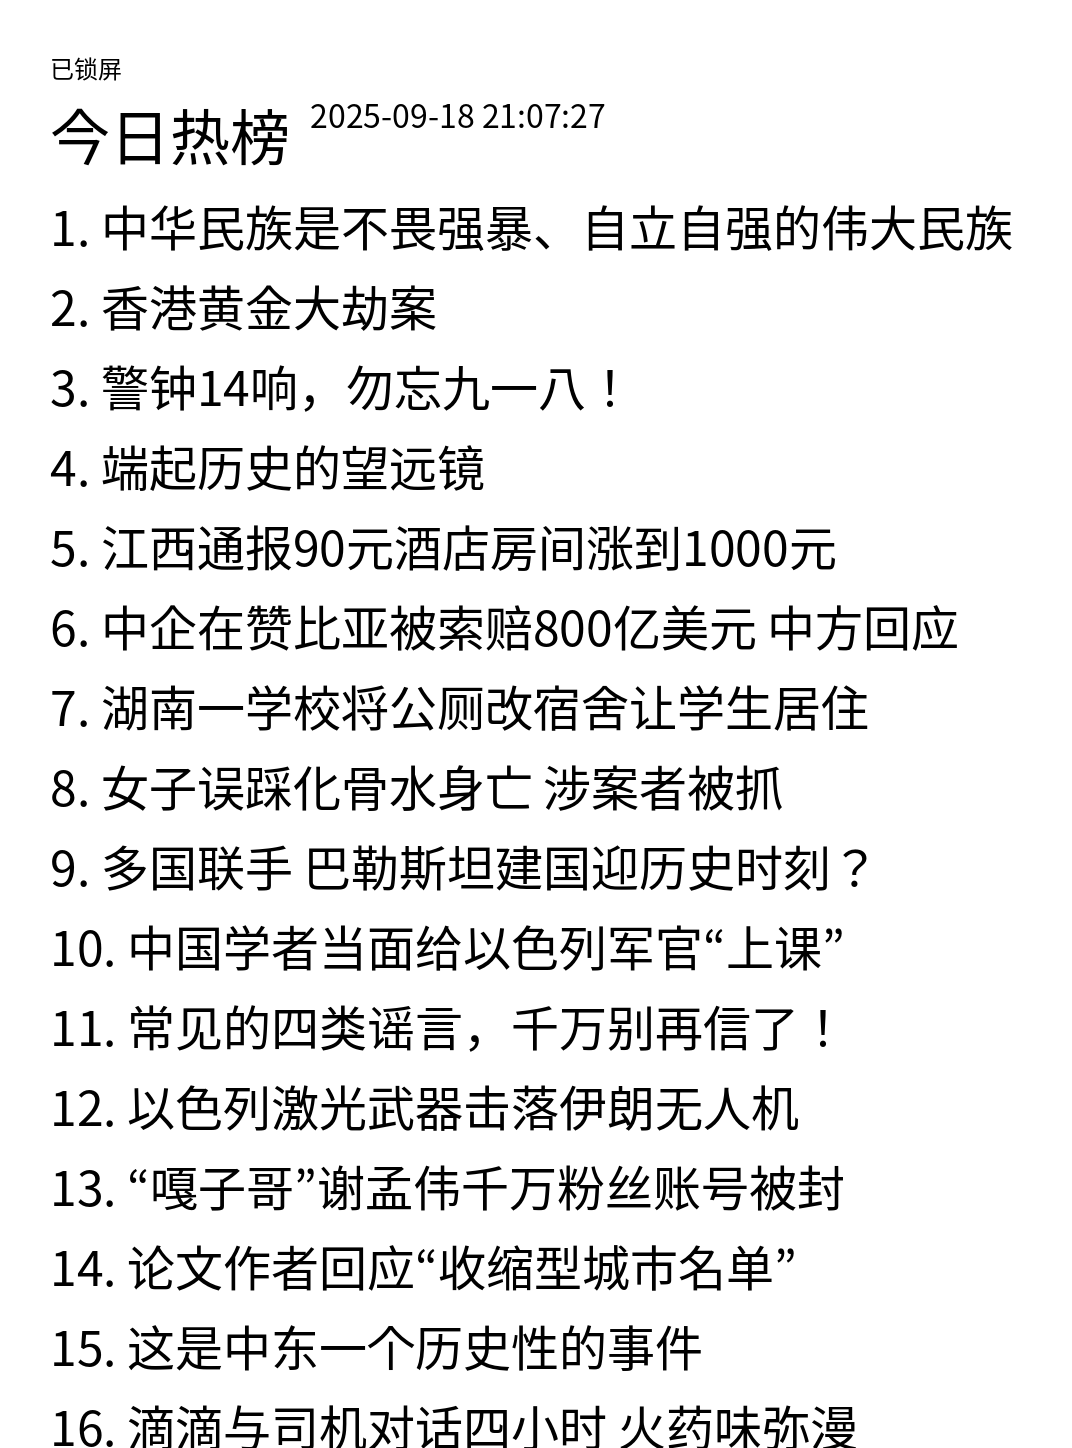 已锁屏
今日热榜 2025-09-18 21:07:27
1. 中华民族是不畏强暴、自立自强的伟大民族
2. 香港黄金大劫案
3. 警钟14响，勿忘九一八！
4. 端起历史的望远镜
5. 江西通报90元酒店房间涨到1000元
6. 中企在赞比亚被索赔800亿美元 中方回应
7. 湖南一学校将公厕改宿舍让学生居住
8. 女子误踩化骨水身亡 涉案者被抓
9. 多国联手 巴勒斯坦建国迎历史时刻？
10. 中国学者当面给以色列军官“上课”
11. 常见的四类谣言，千万别再信了！
12. 以色列激光武器击落伊朗无人机
13. “嘎子哥”谢孟伟千万粉丝账号被封
14. 论文作者回应“收缩型城市名单”
15. 这是中东一个历史性的事件
16. 滴滴与司机对话四小时 火药味弥漫